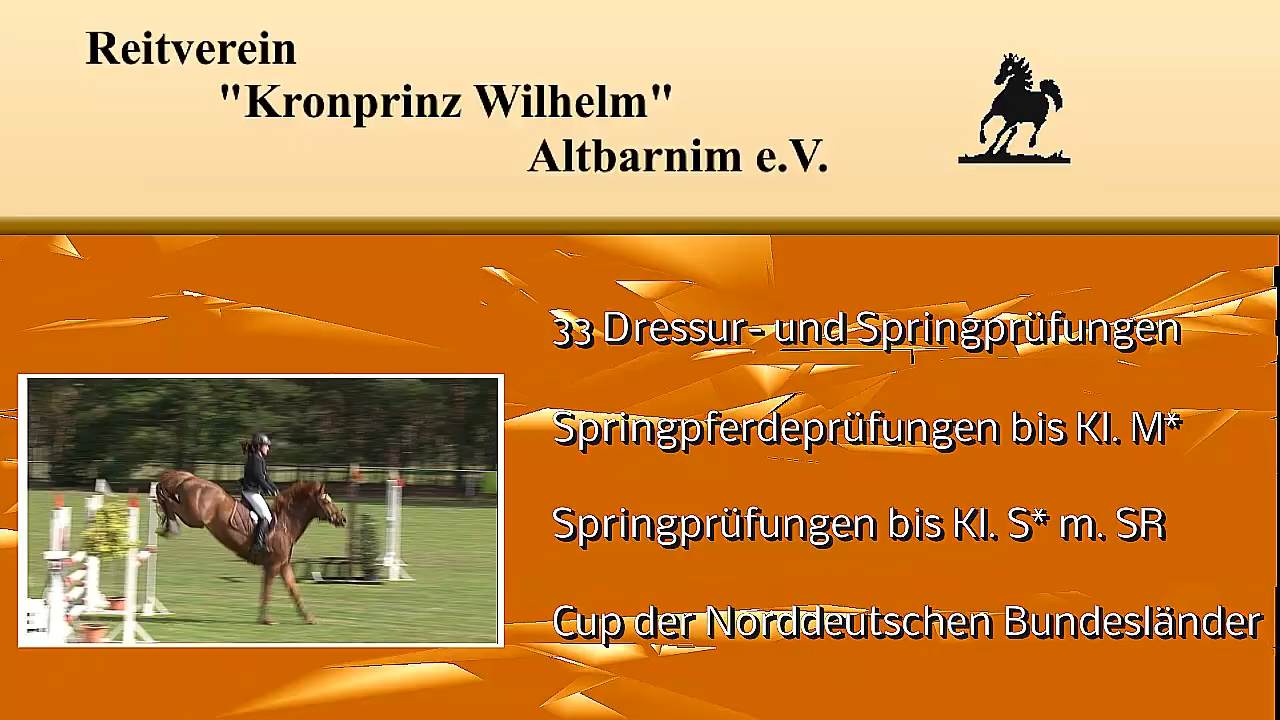 Reitverein
"Kronprinz Wilhelm"
Altbarnim e.V.
33 Dressur- und Springprüfungen
Springpferdeprüfungen bis Kl. M*
Springprüfungen bis Kl. S* m. SR
Cup der Norddeutschen Bundesländer